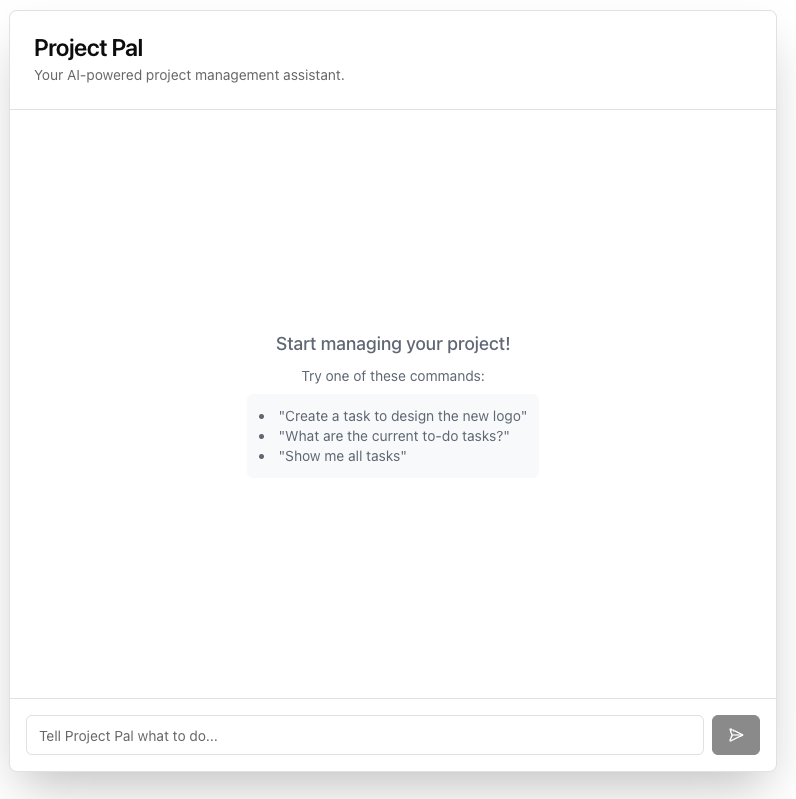 Project Pal
Your AI-powered project management assistant.
Start managing your project!
Try one of these commands:
• "Create a task to design the new logo"
• "What are the current to-do tasks?"
• "Show me all tasks"
Tell Project Pal what to do...